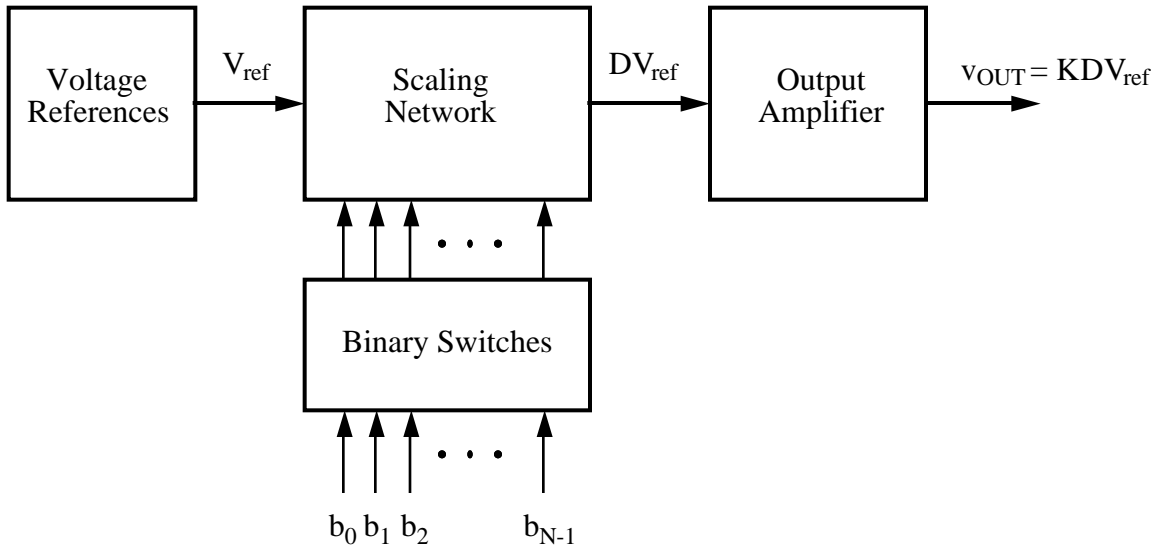 Voltage
References
V_ref
Scaling
Network
DV_ref
Output
Amplifier
v_OUT = KDV_ref
Binary Switches
b_0 b_1 b_2 b_N-1